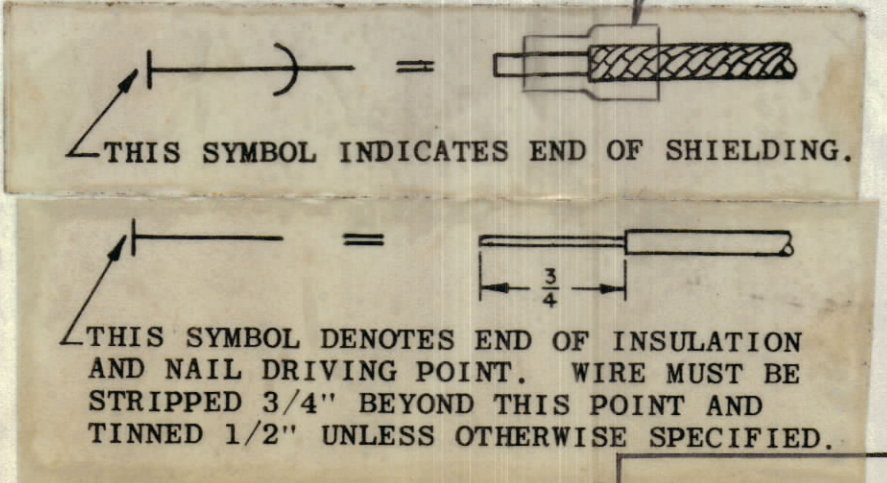 =
THIS SYMBOL INDICATES END OF SHIELDING.
=
3/4
THIS SYMBOL DENOTES END OF INSULATION
AND NAIL DRIVING POINT. WIRE MUST BE
STRIPPED 3/4" BEYOND THIS POINT AND
TINNED 1/2" UNLESS OTHERWISE SPECIFIED.